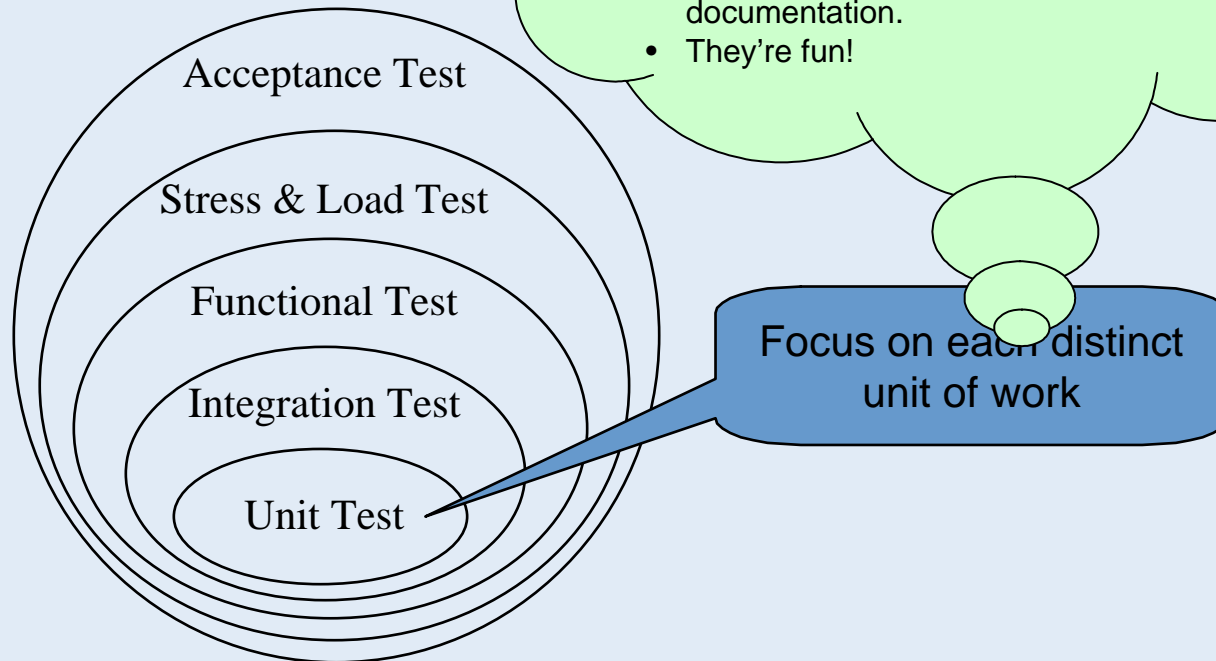 documentation.
• They’re fun!
Acceptance Test
Stress & Load Test
Functional Test
Integration Test
Unit Test
Focus on each distinct
unit of work